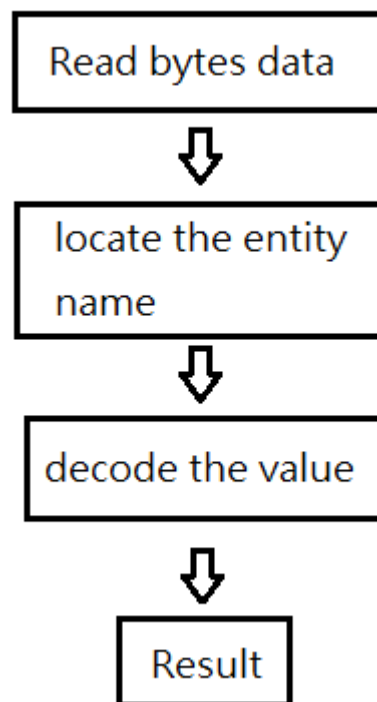 Read bytes data
locate the entity
name
decode the value
Result